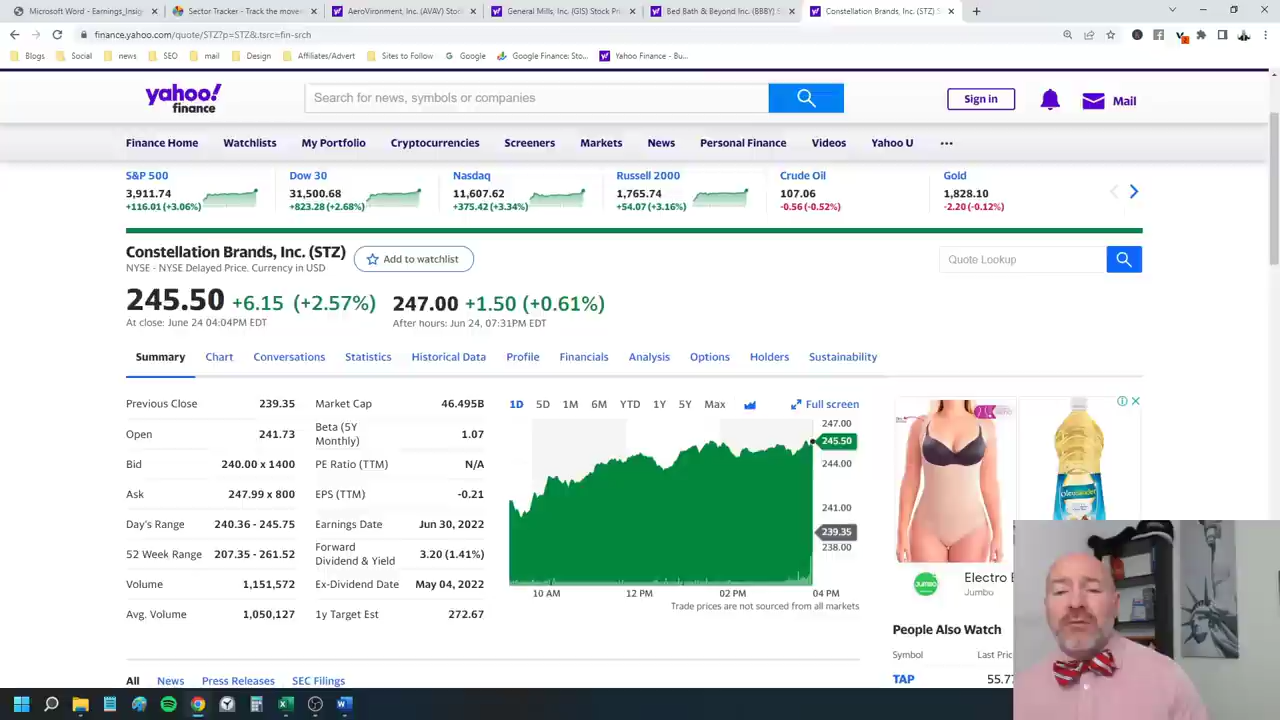 Microsoft Word - Earnings_Insig
Sector Tracker - Track the movem
AeroVironment, Inc. (AVAV) Stoc
General Mills, Inc. (GIS) Stock Pri
Bed Bath & Beyond Inc. (BBBY) S
Constellation Brands, Inc. (STZ) S
finance.yahoo.com/quote/STZ?p=STZ&.tsrc=fin-srch
Blogs Social news SEO mail Design Affiliates/Advert Sites to Follow Google Google Finance: Yahoo Finance - Bu...
yahoo!
finance
Search for news, symbols or companies
Sign in
Mail
Finance Home Watchlists My Portfolio Cryptocurrencies Screeners Markets News Personal Finance Videos Yahoo U ...
S&P 500 Dow 30 Nasdaq Russell 2000 Crude Oil Gold
3,911.74 31,500.68 11,607.62 1,765.74 107.06 1,828.10
+116.01 (+3.06%) +823.28 (+2.68%) +375.42 (+3.34%) +54.07 (+3.16%) -0.56 (-0.52%) -2.20 (-0.12%)
Constellation Brands, Inc. (STZ)
Add to watchlist
Quote Lookup
NYSE - NYSE Delayed Price. Currency in USD
245.50 +6.15 (+2.57%) 247.00 +1.50 (+0.61%)
At close: June 24 04:04PM EDT After hours: Jun 24, 07:31PM EDT
Summary Chart Conversations Statistics Historical Data Profile Financials Analysis Options Holders Sustainability
Previous Close 239.35
Open 241.73
Bid 240.00 x 1400
Ask 247.99 x 800
Day's Range 240.36 - 245.75
52 Week Range 207.35 - 261.52
Volume 1,151,572
Avg. Volume 1,050,127
Market Cap 46.495B
Beta (5Y
Monthly) 1.07
PE Ratio (TTM) N/A
EPS (TTM) -0.21
Earnings Date Jun 30, 2022
Forward
Dividend & Yield 3.20 (1.41%)
Ex-Dividend Date May 04, 2022
1y Target Est 272.67
1D 5D 1M 6M YTD 1Y 5Y Max Full screen
247.00
245.50
244.00
241.00
239.35
238.00
10 AM 12 PM 02 PM 04 PM
Trade prices are not sourced from all markets
JUMBO
Electro
Jumbo
People Also Watch
Symbol Last Pric
TAP 55.77
All News Press Releases SEC Filings